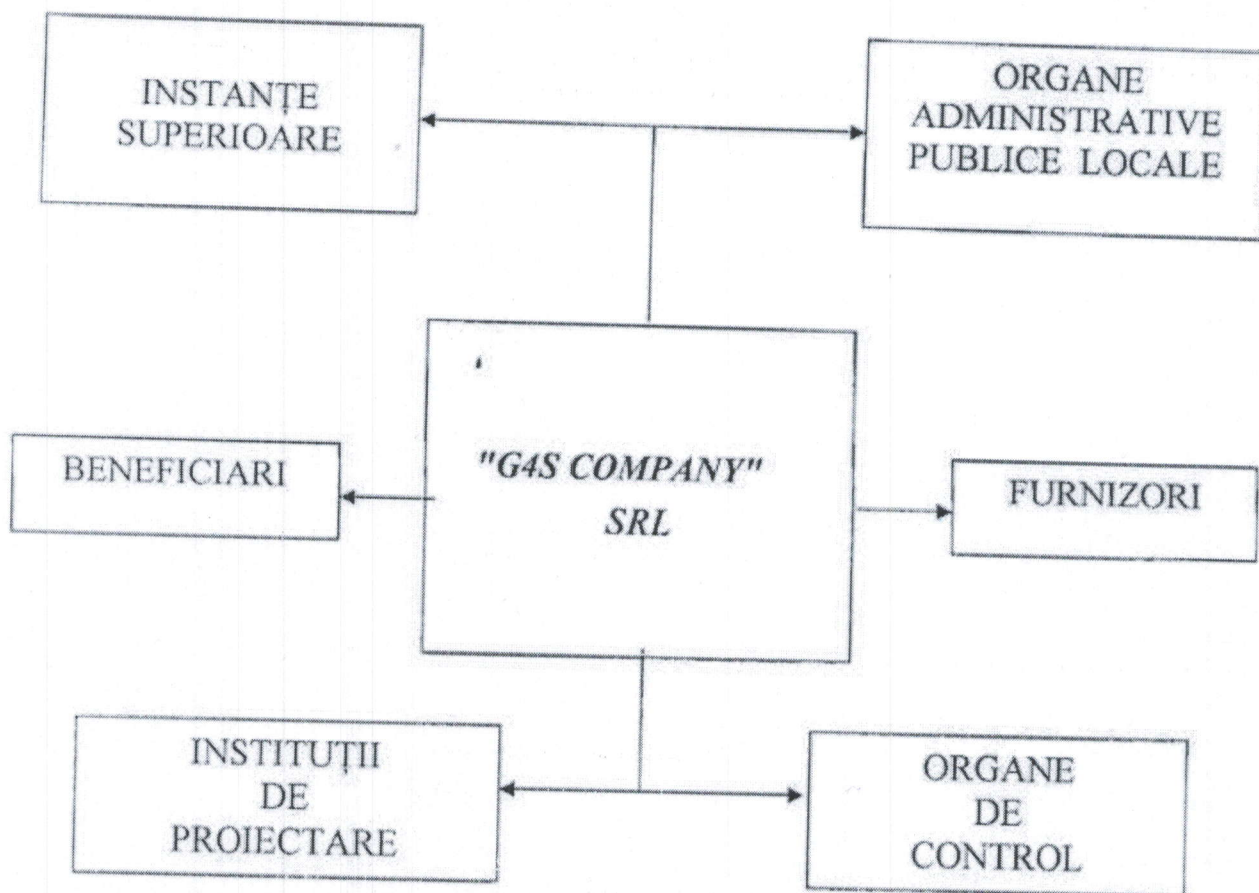 INSTANȚE
SUPERIOARE
ORGANE
ADMINISTRATIVE
PUBLICE LOCALE
BENEFICIARI
"G4S COMPANY"
SRL
FURNIZORI
INSTITUȚII
DE
PROIECTARE
ORGANE
DE
CONTROL